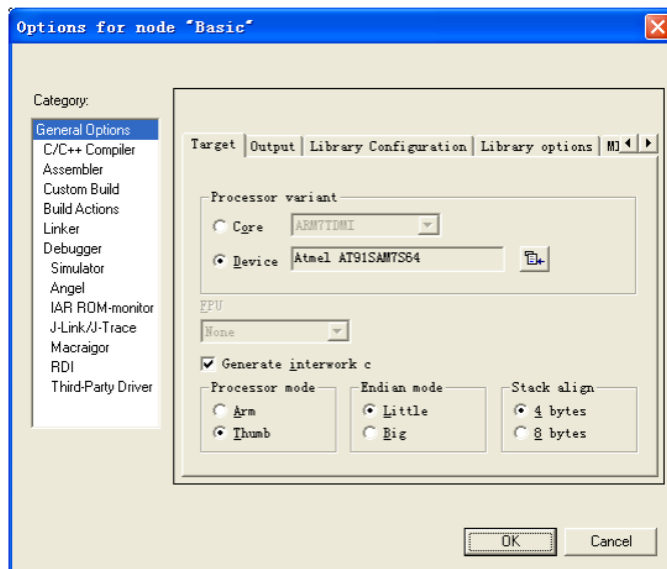 Options for node "Basic"
Category:
General Options
C/C++ Compiler
Assembler
Custom Build
Build Actions
Linker
Debugger
Simulator
Angel
IAR ROM-monitor
J-Link/J-Trace
Macraigor
RDI
Third-Party Driver
Target Output Library Configuration Library options MI
Processor variant
Core ARM7TDMI
Device Atmel AT91SAM7S64
FPU
None
Generate interwork c
Processor mode
Arm
Thumb
Endian mode
Little
Big
Stack align
4 bytes
8 bytes
OK Cancel